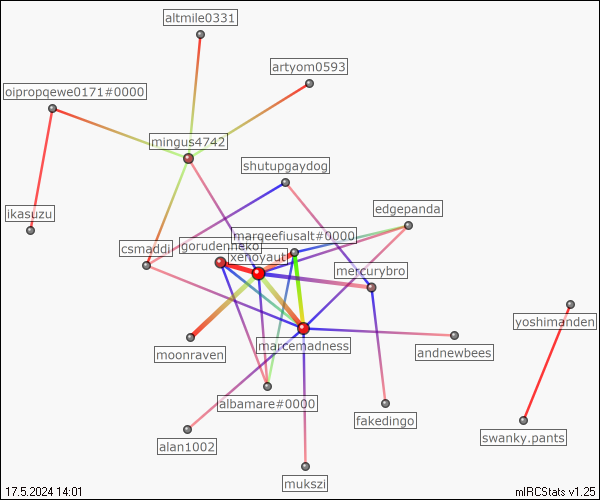 altmile0331
artyom0593
oipropqewe0171#0000
mingus4742
shutupgaydog
ikasuzu
edgepanda
csmaddi
gorudenneko
marqeefiusalt#0000
xenoyaut
mercurybro
yoshimanden
marcemadness
moonraven
andnewbees
albamare#0000
fakedingo
alan1002
swanky.pants
mukszi
17.5.2024 14:01
mIRCStats v1.25